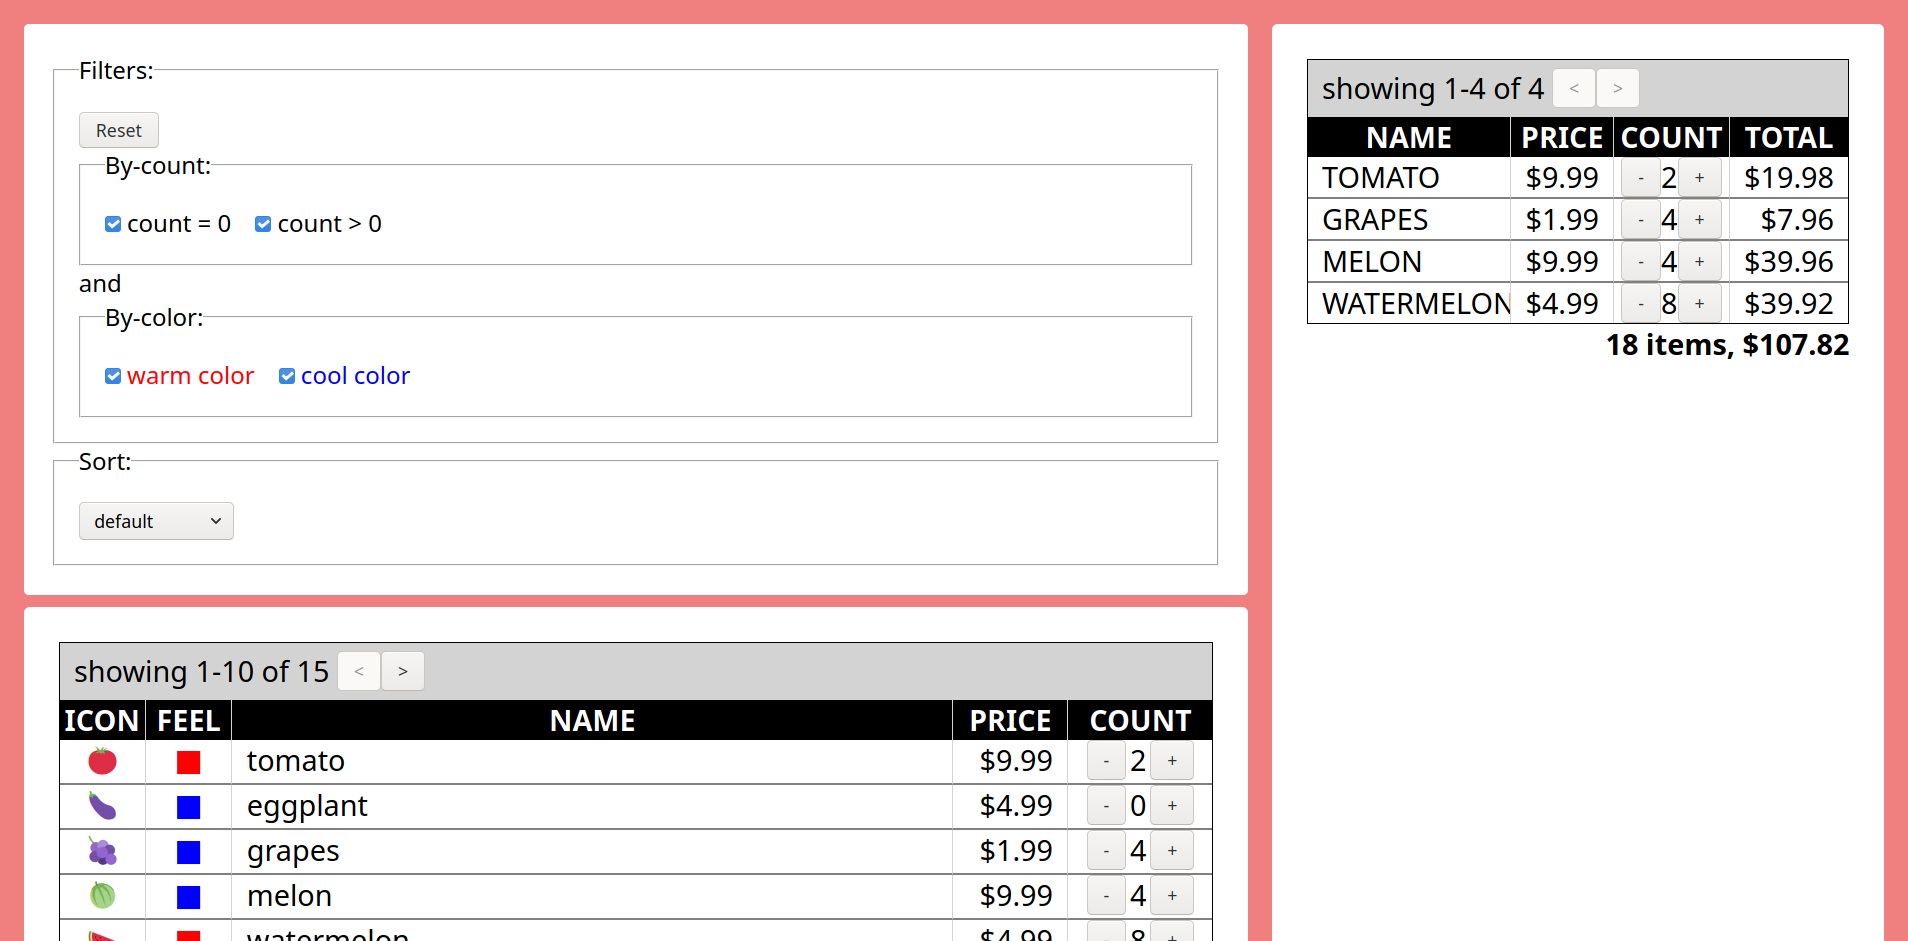 Filters:
Reset
By-count:
count = 0 count > 0
and
By-color:
warm color cool color
Sort:
default
showing 1-10 of 15 < >
ICON FEEL NAME PRICE COUNT
tomato $9.99 - 2 +
eggplant $4.99 - 0 +
grapes $1.99 - 4 +
melon $9.99 - 4 +
watermelon $4.99 - 8 +
showing 1-4 of 4 < >
NAME PRICE COUNT TOTAL
TOMATO $9.99 - 2 + $19.98
GRAPES $1.99 - 4 + $7.96
MELON $9.99 - 4 + $39.96
WATERMELON $4.99 - 8 + $39.92
18 items, $107.82